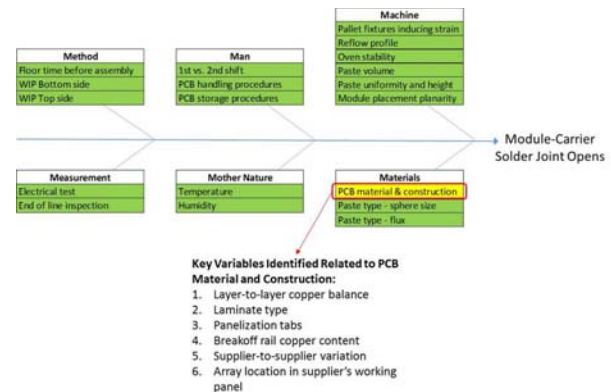 Machine
Pallet fixtures inducing strain
Reflow profile
Oven stability
Paste volume
Paste uniformity and height
Module placement planarity
Method
Floor time before assembly
WIP Bottom side
WIP Top side
Man
1st vs. 2nd shift
PCB handling procedures
PCB storage procedures
Module-Carrier
Solder Joint Opens
Measurement
Electrical test
End of line inspection
Mother Nature
Temperature
Humidity
Materials
PCB material & construction
Paste type - sphere size
Paste type - flux
Key Variables Identified Related to PCB
Material and Construction:
1. Layer-to-layer copper balance
2. Laminate type
3. Panelization tabs
4. Breakoff rail copper content
5. Supplier-to-supplier variation
6. Array location in supplier's working
panel